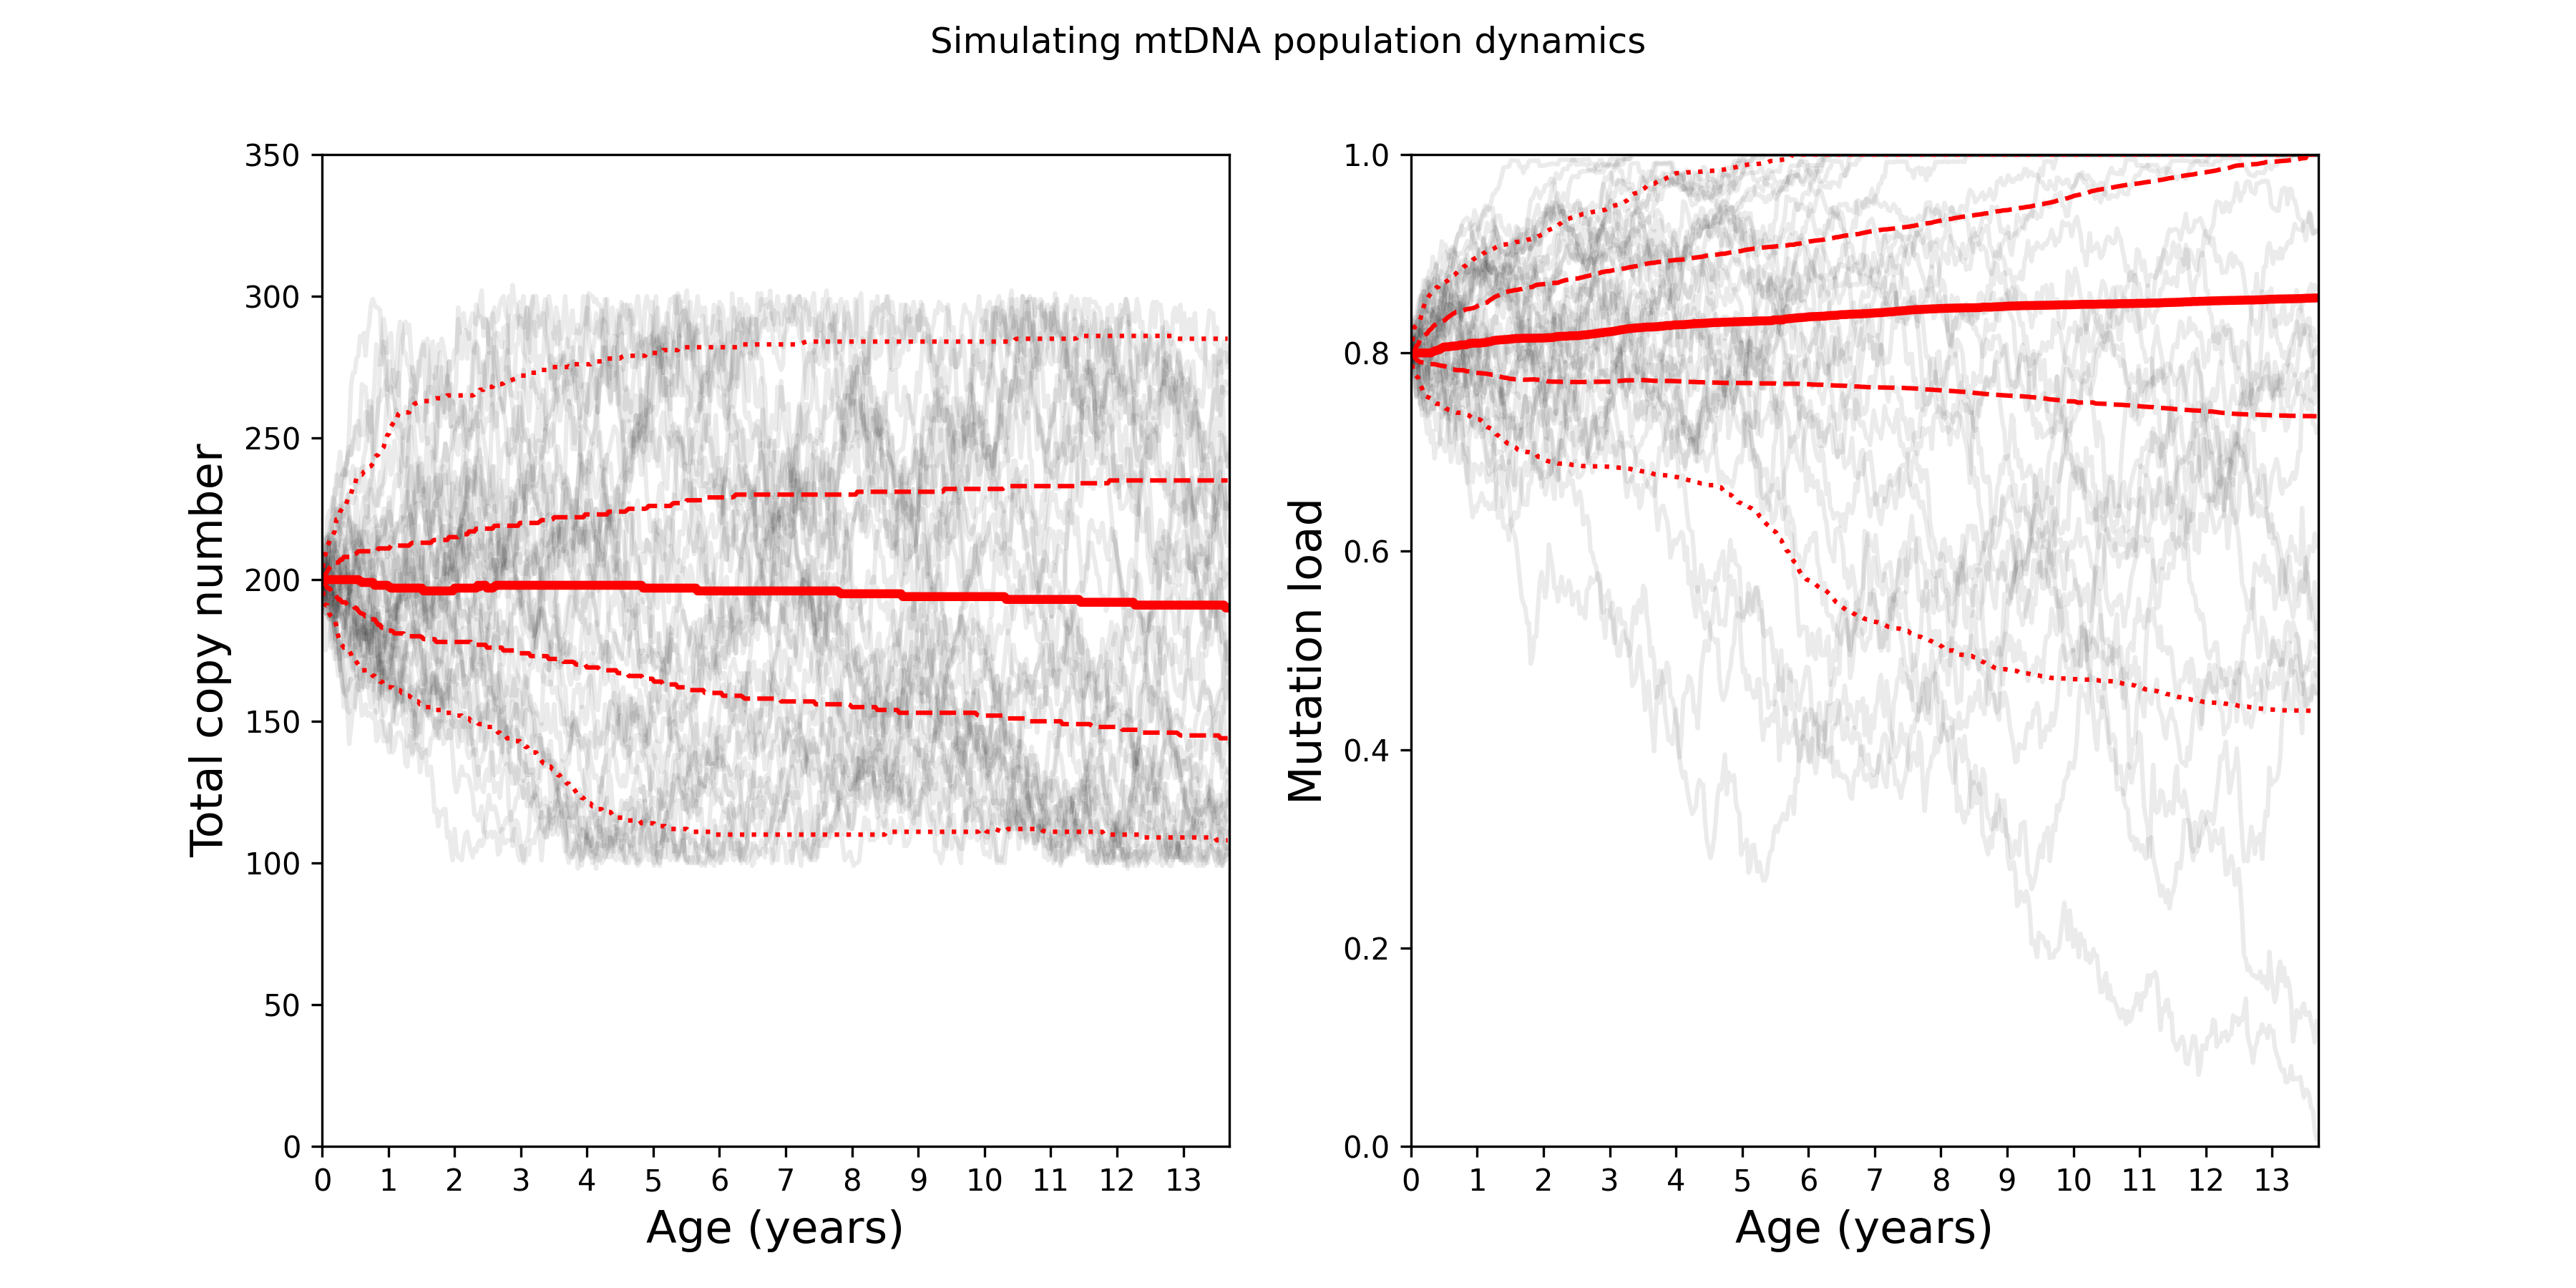 Simulating mtDNA population dynamics
Total copy number
350
300
250
200
150
100
50
0
0 1 2 3 4 5 6 7 8 9 10 11 12 13
Age (years)
Mutation load
1.0
0.8
0.6
0.4
0.2
0.0
0 1 2 3 4 5 6 7 8 9 10 11 12 13
Age (years)